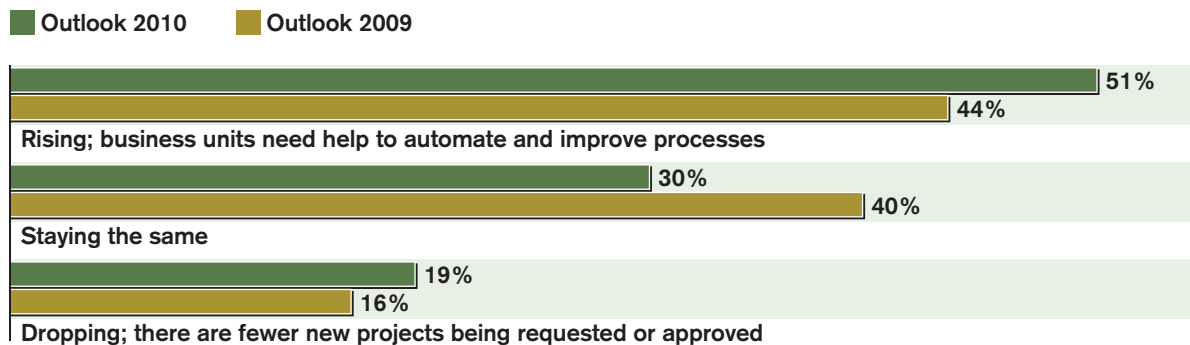 Outlook 2010 Outlook 2009
51%
44%
Rising; business units need help to automate and improve processes
30%
40%
Staying the same
19%
16%
Dropping; there are fewer new projects being requested or approved